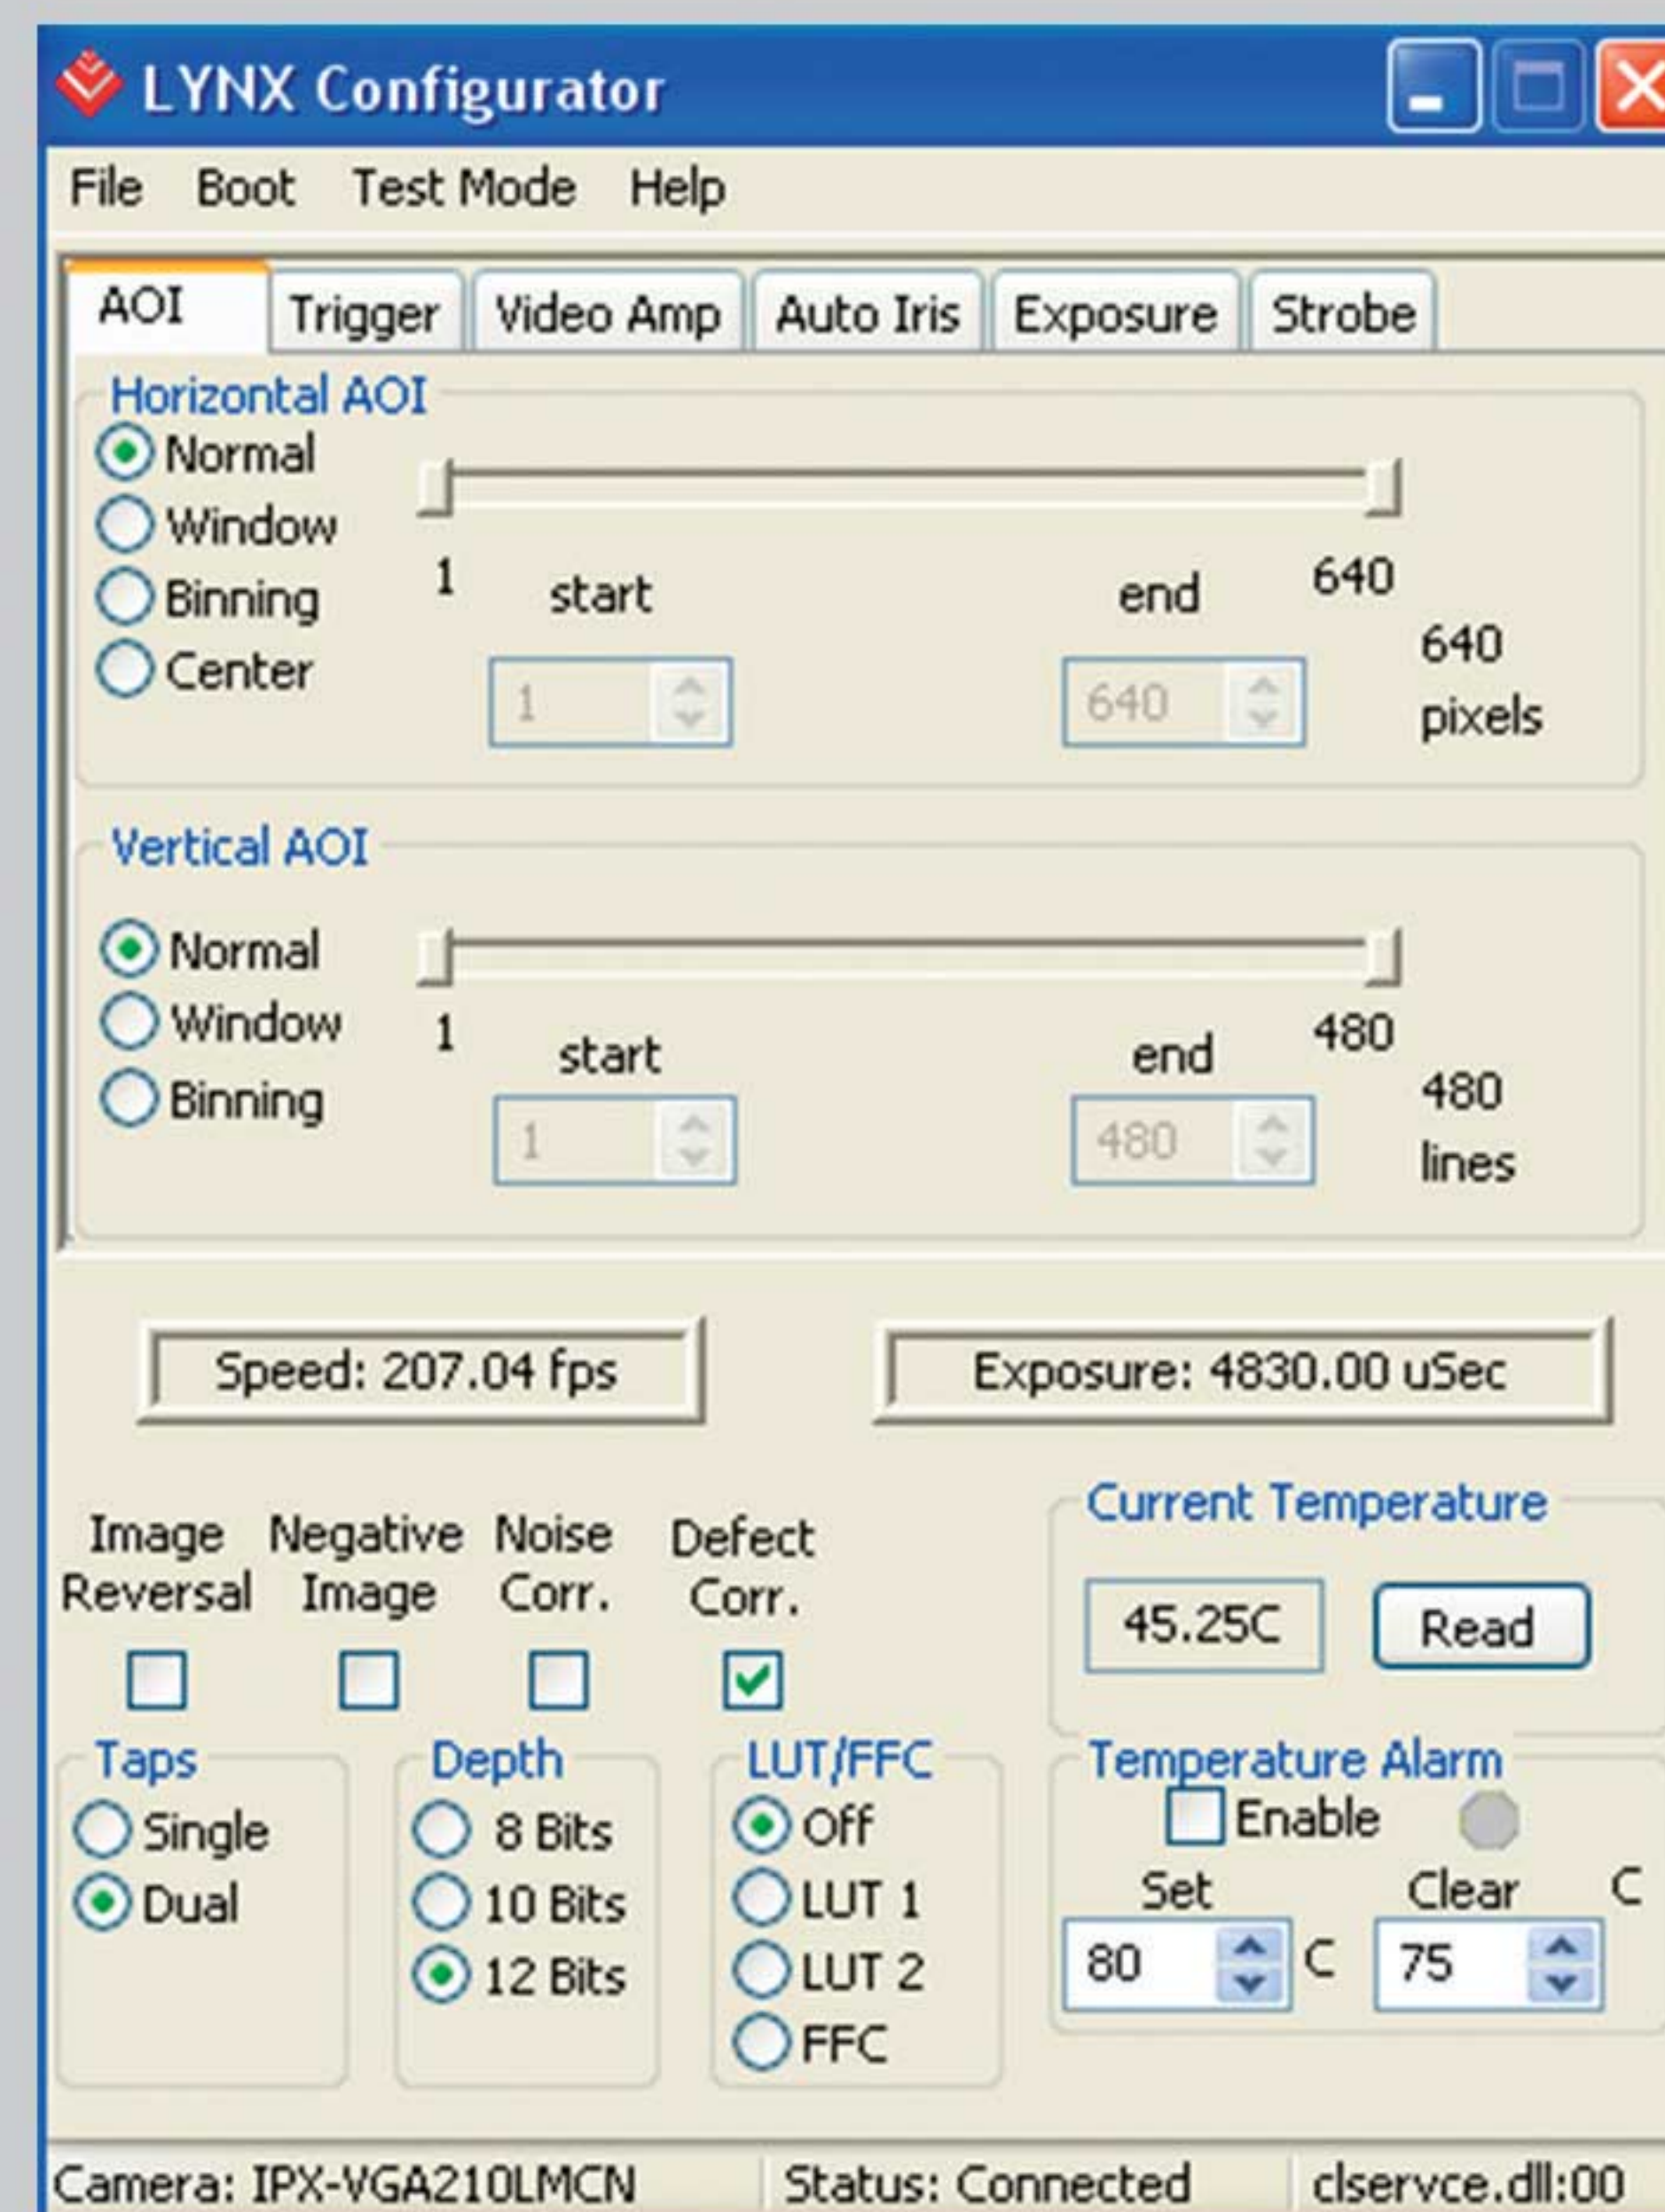 LYNX Configurator
File Boot Test Mode Help
AOI Trigger Video Amp Auto Iris Exposure Strobe
Horizontal AOI
Normal
Window
Binning
Center
1 start end 640
1 640
640
pixels
Vertical AOI
Normal
Window
Binning
1 start end 480
1 480
480
lines
Speed: 207.04 fps Exposure: 4830.00 uSec
Image Reversal
Negative Image
Noise Corr.
Defect Corr.
Current Temperature
45.25C Read
Taps
Single
Dual
Depth
8 Bits
10 Bits
12 Bits
LUT/FFC
Off
LUT 1
LUT 2
FFC
Temperature Alarm
Enable
Set Clear C
80 C 75
Camera: IPX-VGA210LMCN Status: Connected clservce.dll:00